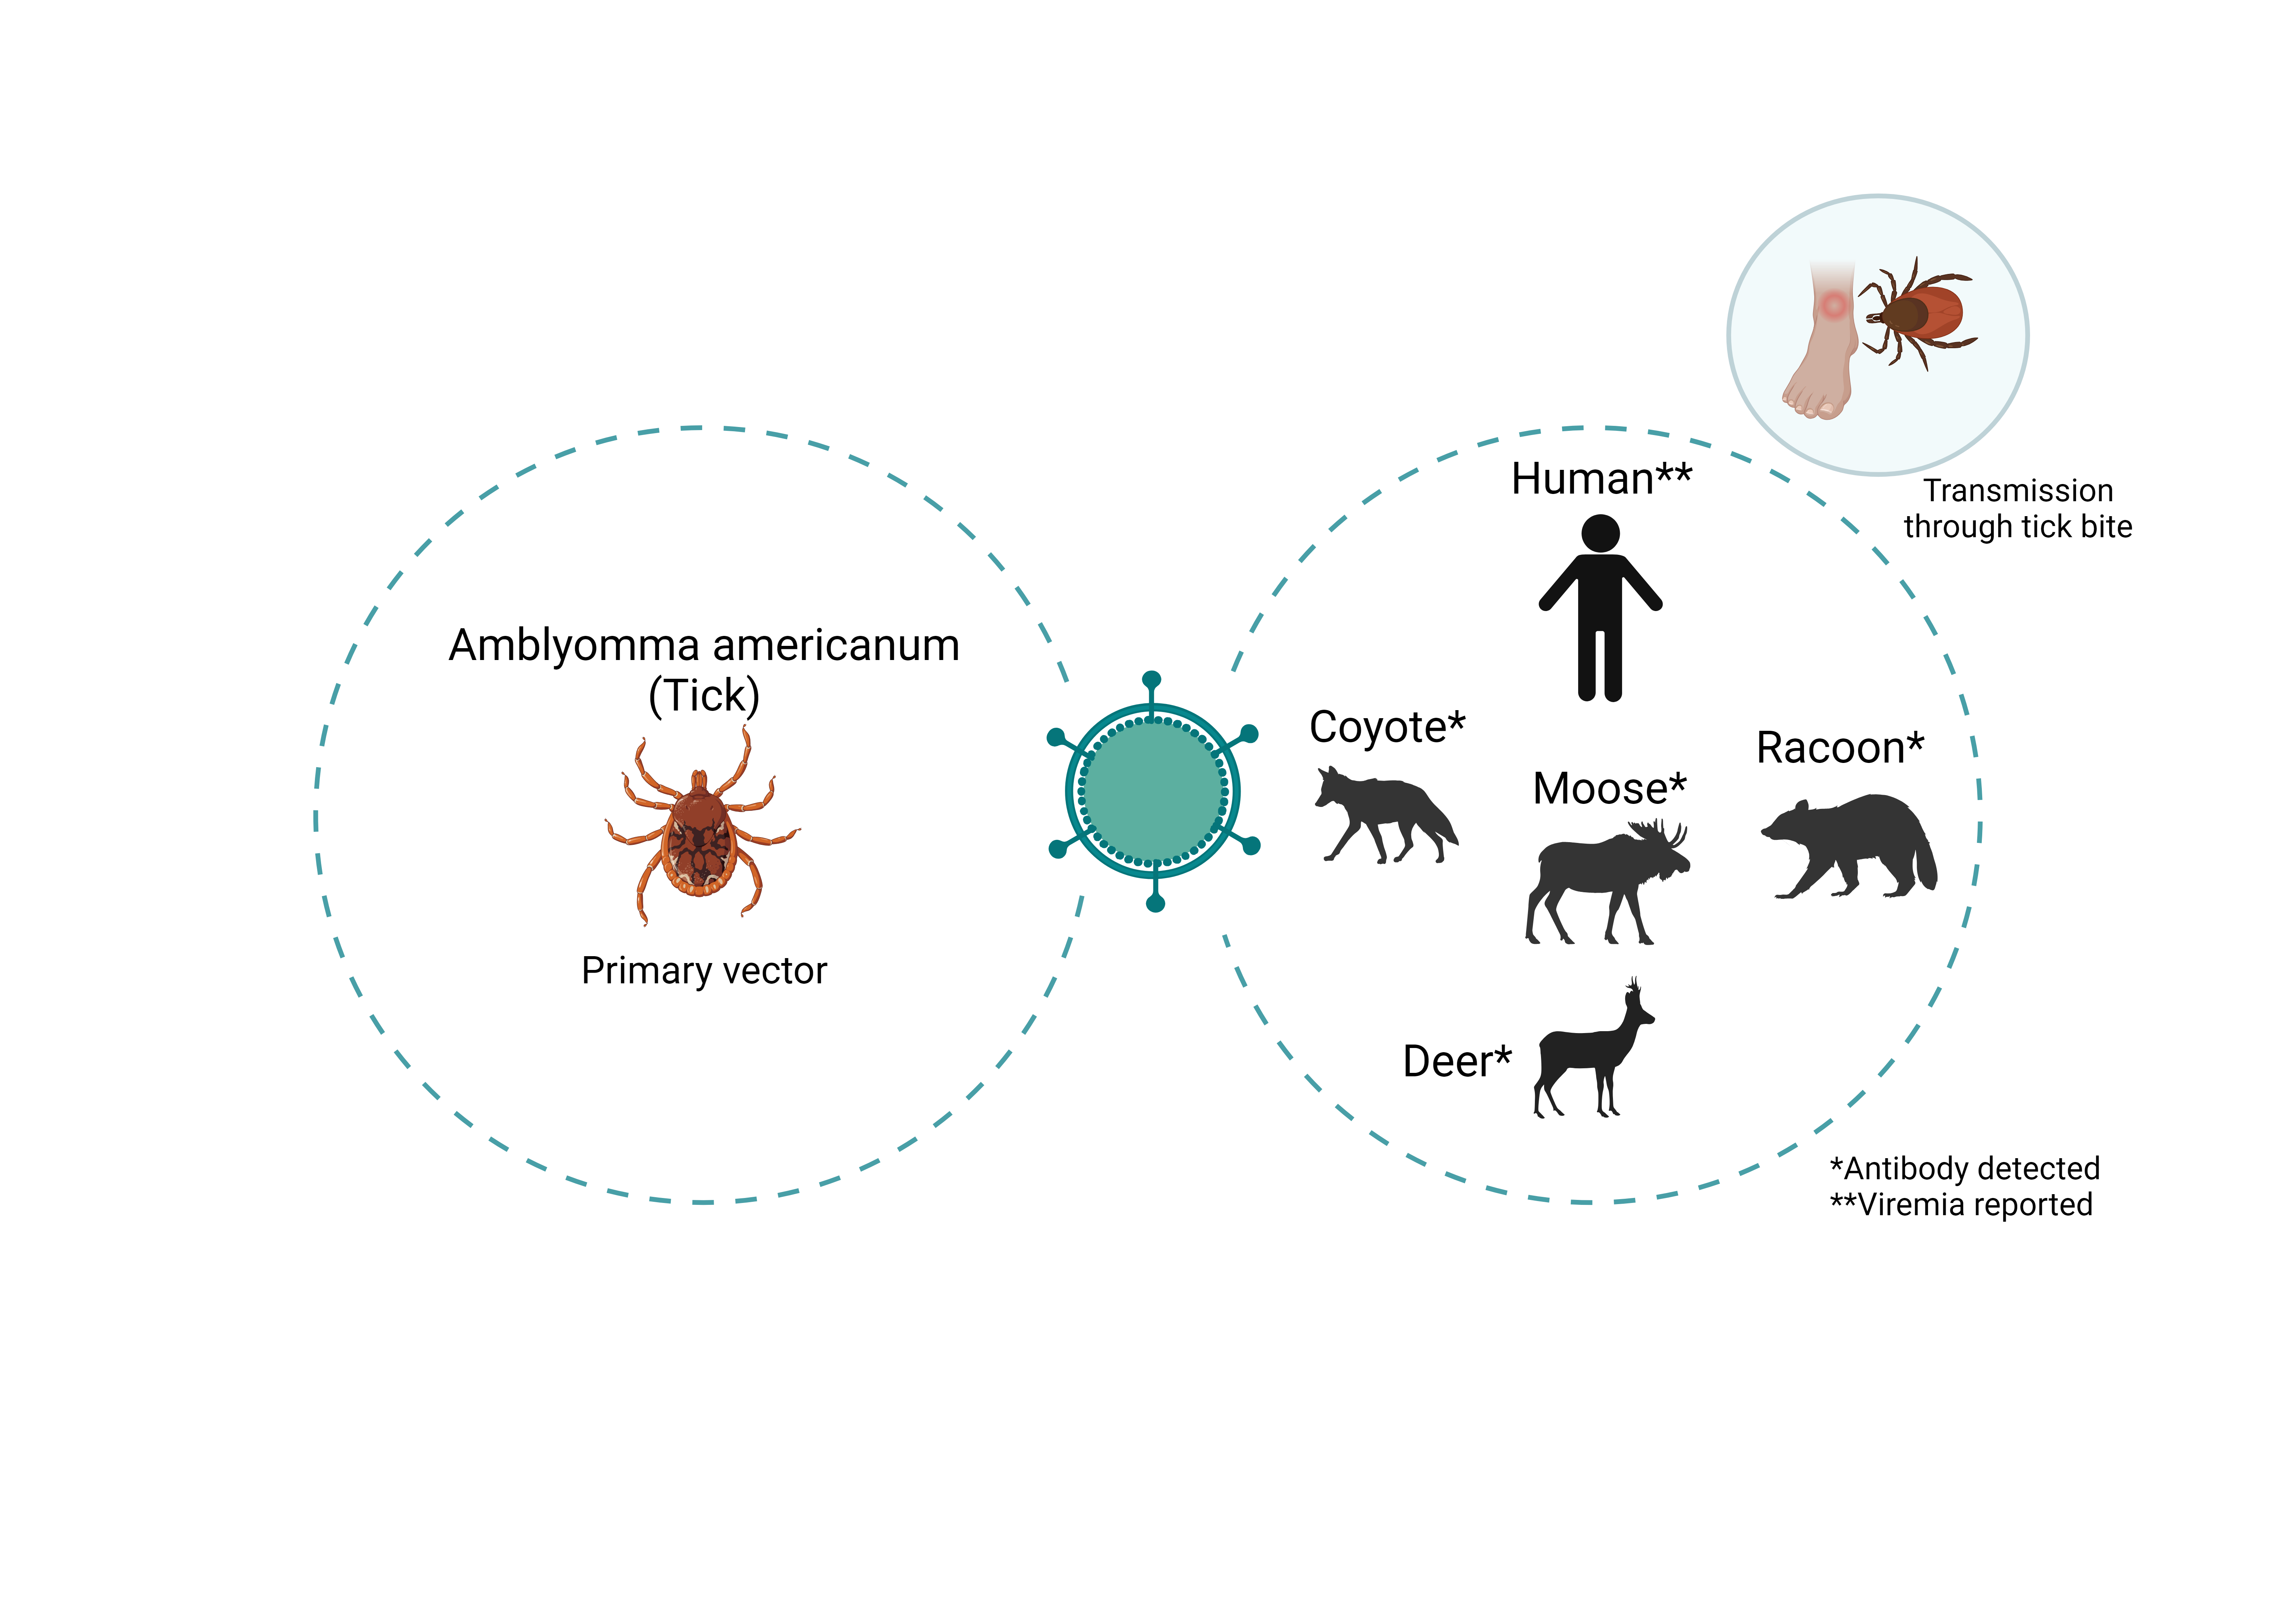 Transmission
through tick bite
Human**
Amblyomma americanum
(Tick)
Primary vector
Coyote*
Moose*
Racoon*
Deer*
*Antibody detected
**Viremia reported